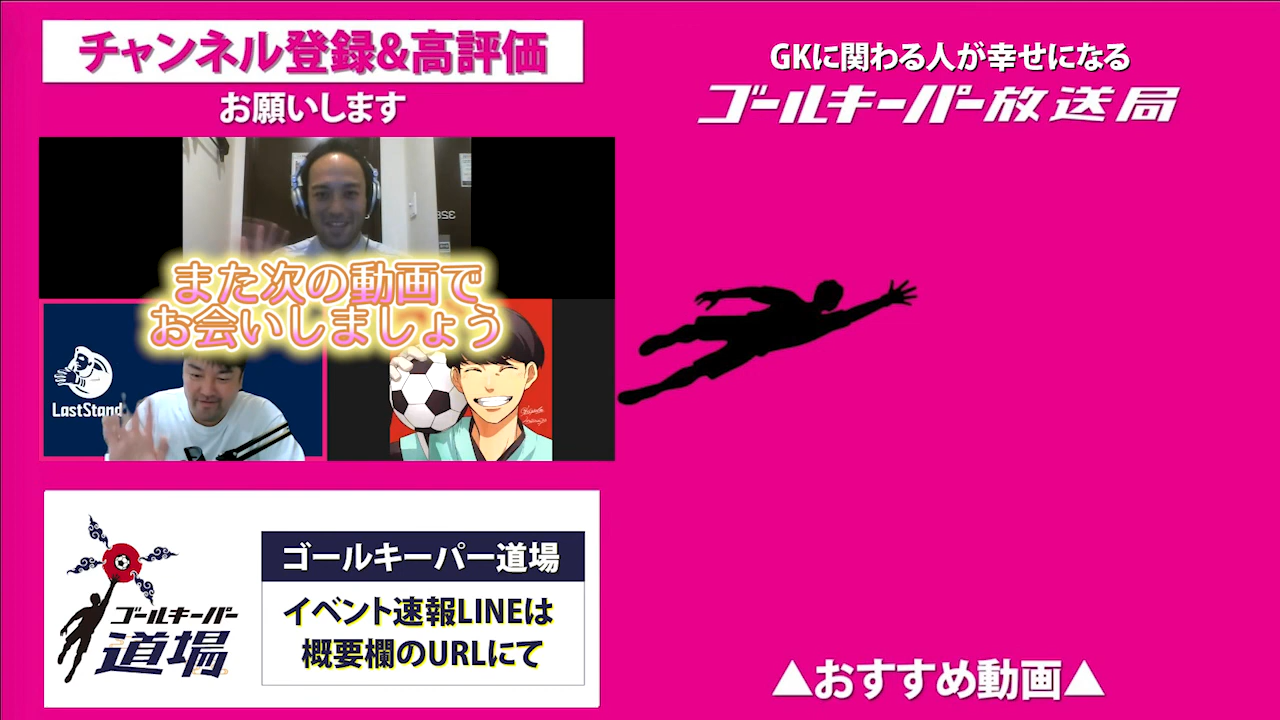 チャンネル登録&高評価
お願いします
GKに関わる人が幸せになる
ゴールキーパー放送局
また次の動画で
お会いしましょう
LastStand
ゴールキーパー
道場
ゴールキーパー道場
イベント速報LINEは
概要欄のURLにて
▲おすすめ動画▲